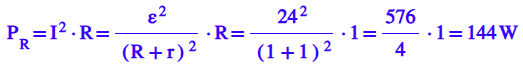 P_R = I² · R = ε² / (R + r)² · R = 24² / (1 + 1)² · 1 = 576 / 4 · 1 = 144 W